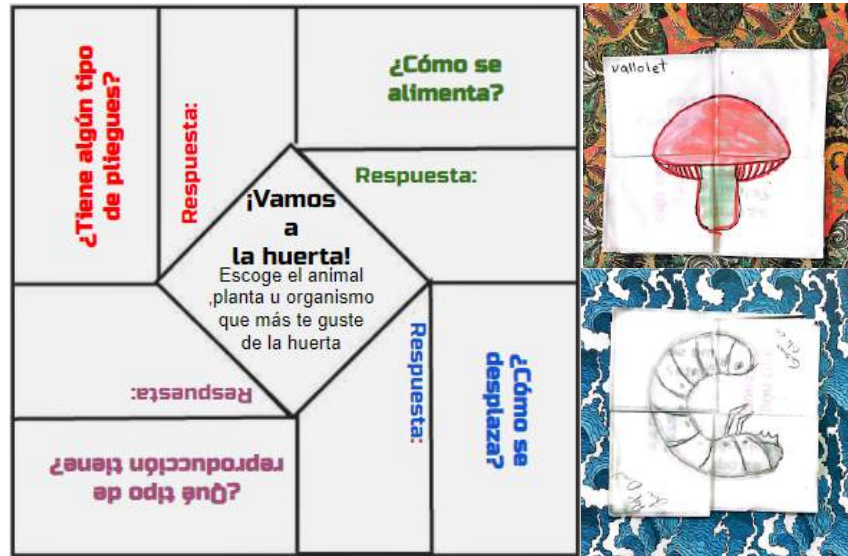 ¿Tiene algún tipo
de pliegues?
Respuesta:
¿Cómo se
alimenta?
Respuesta:
¡Vamos
a
la huerta!
Escoge el animal
,planta u organismo
que más te guste
de la huerta
Respuesta:
¿Cómo se
desplaza?
Respuesta:
¿Qué tipo de
reproducción tiene?
vallolet